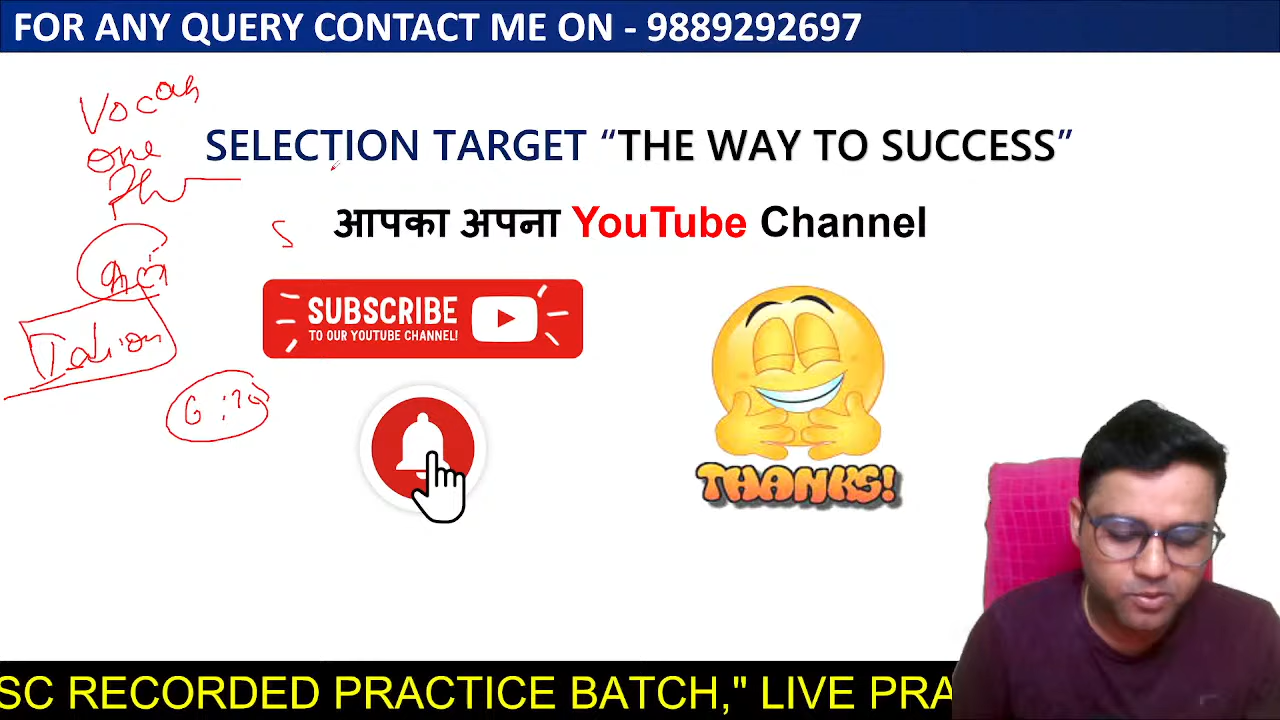 FOR ANY QUERY CONTACT ME ON - 9889292697
Vocab
one
SELECTION TARGET “THE WAY TO SUCCESS”
आपका अपना YouTube Channel
S
SUBSCRIBE
TO OUR YOUTUBE CHANNEL!
THANKS!
SC RECORDED PRACTICE BATCH," LIVE PRA